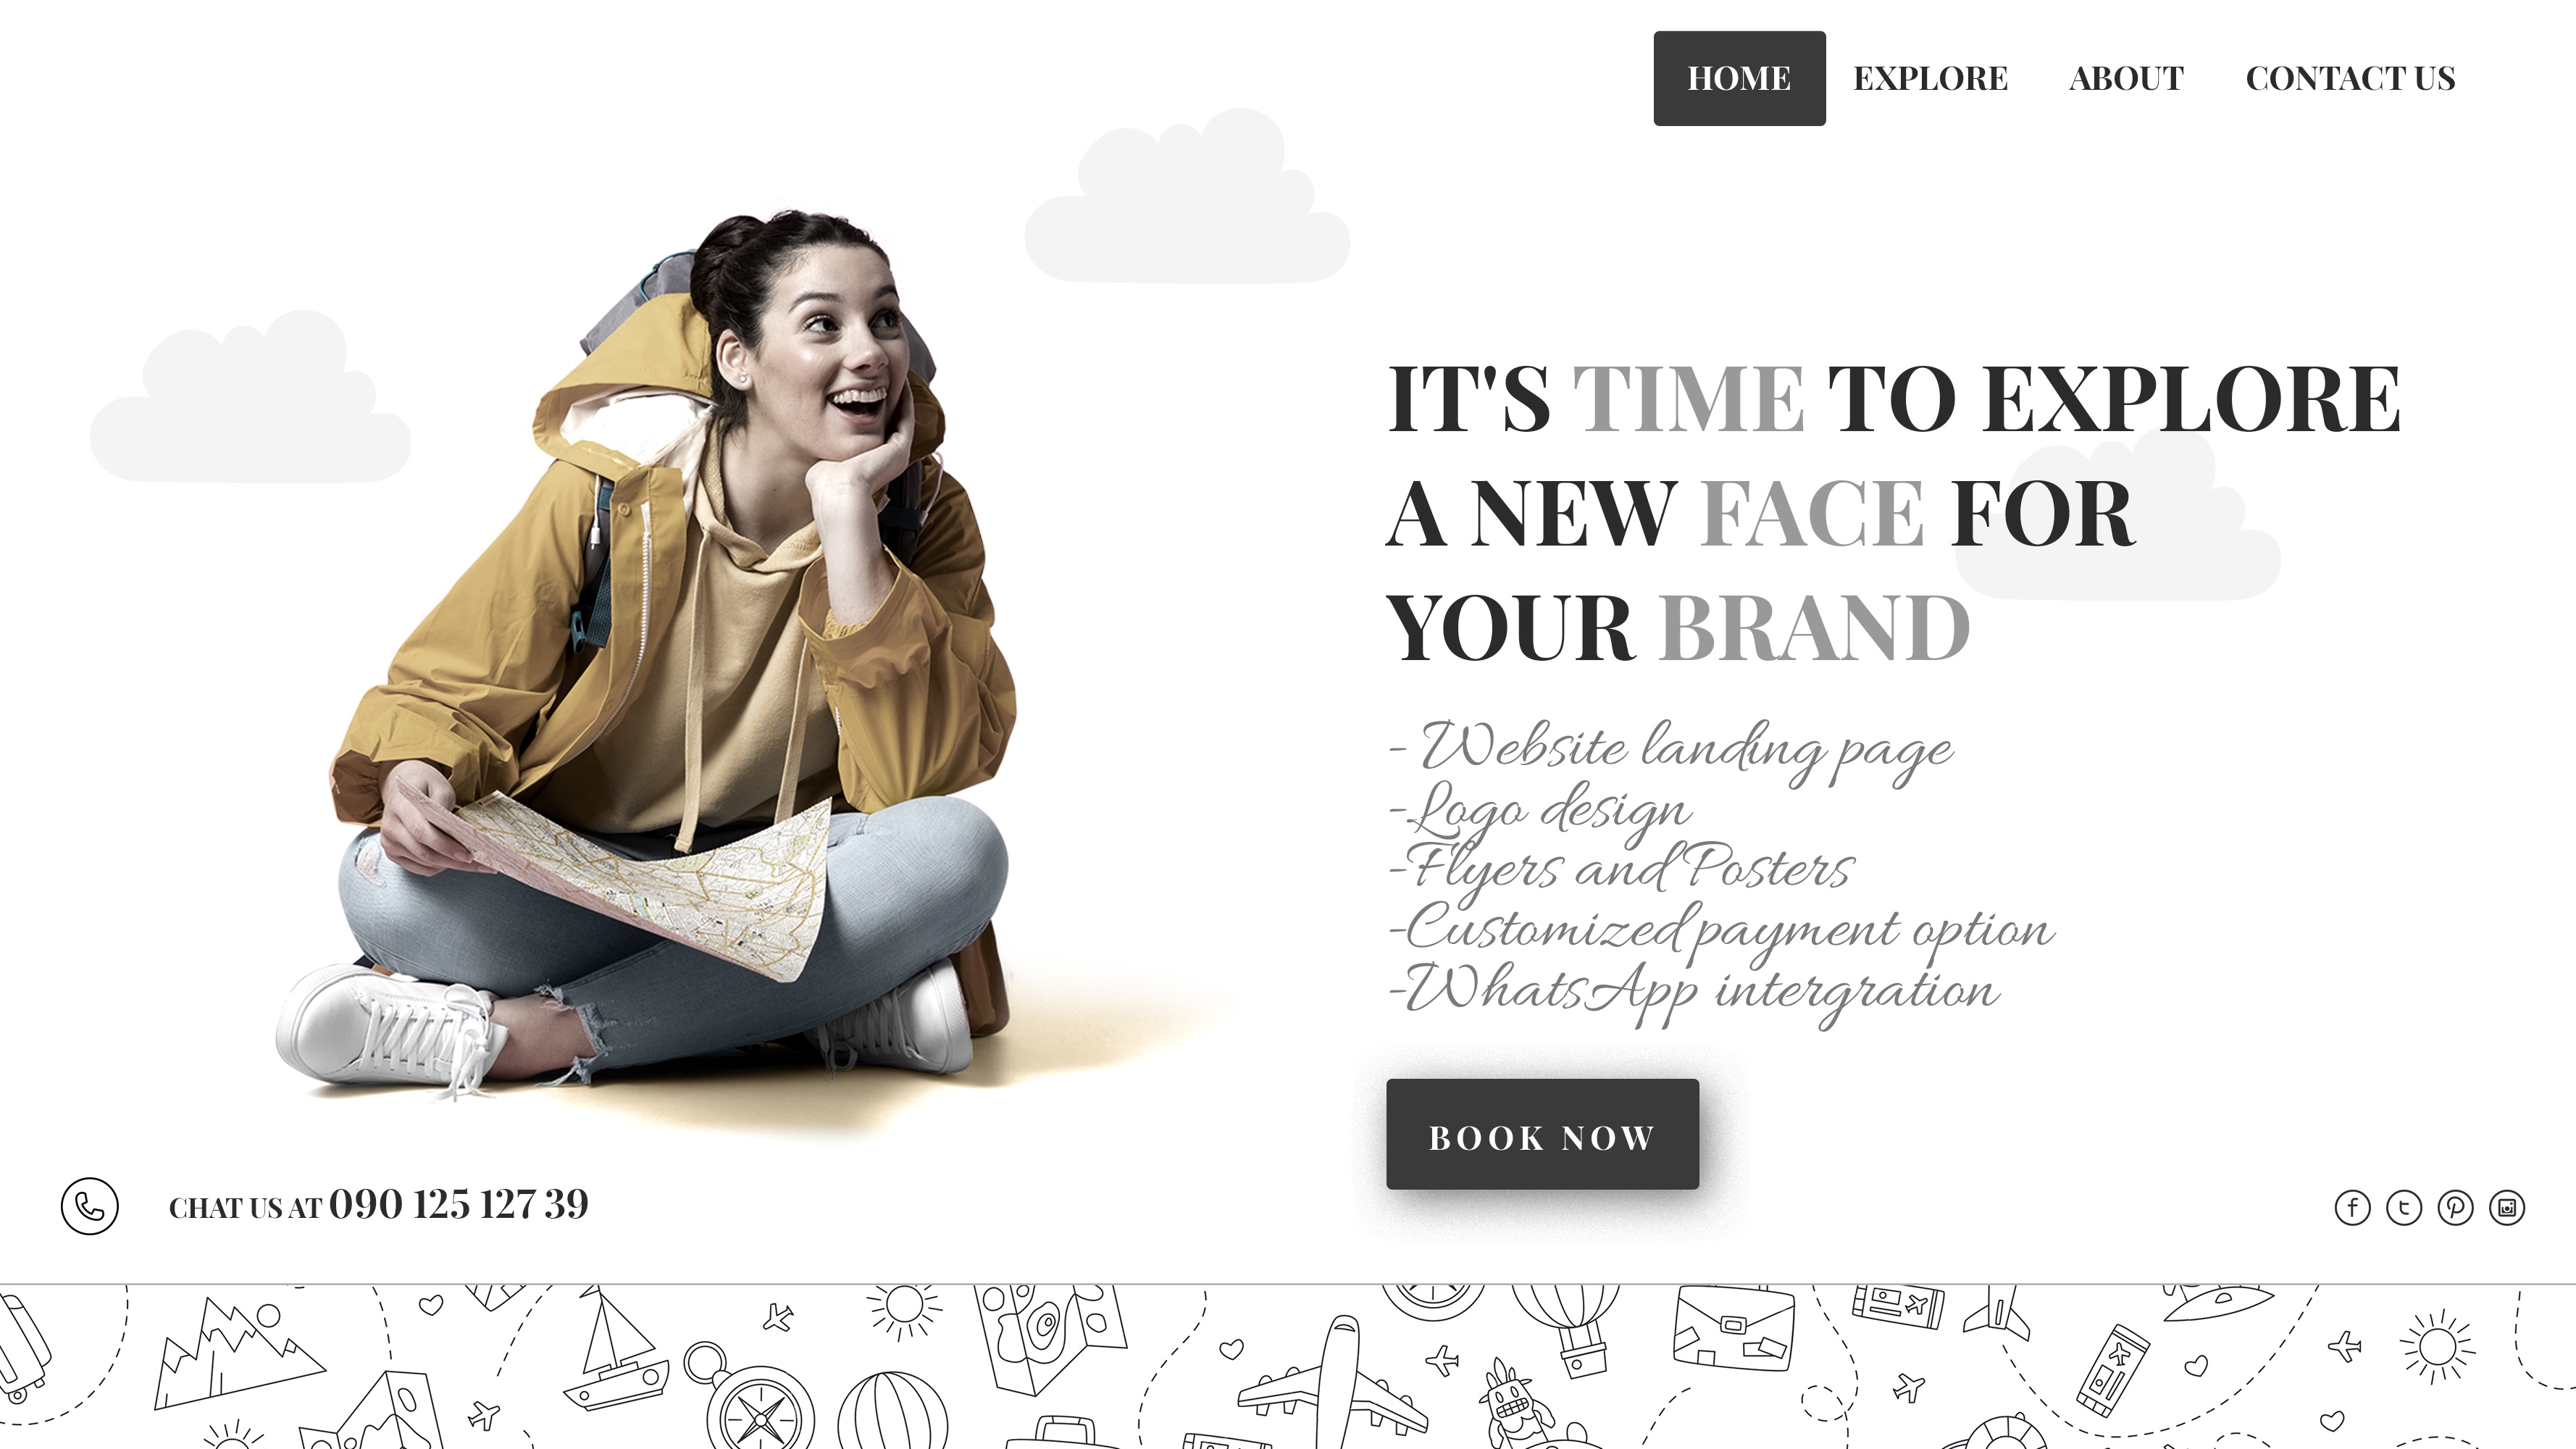 HOME EXPLORE ABOUT CONTACT US
IT'S TIME TO EXPLORE
A NEW FACE FOR
YOUR BRAND
- Website landing page
-Logo design
-Flyers and Posters
-Customized payment option
-WhatsApp intergration
BOOK NOW
CHAT US AT 090 125 127 39